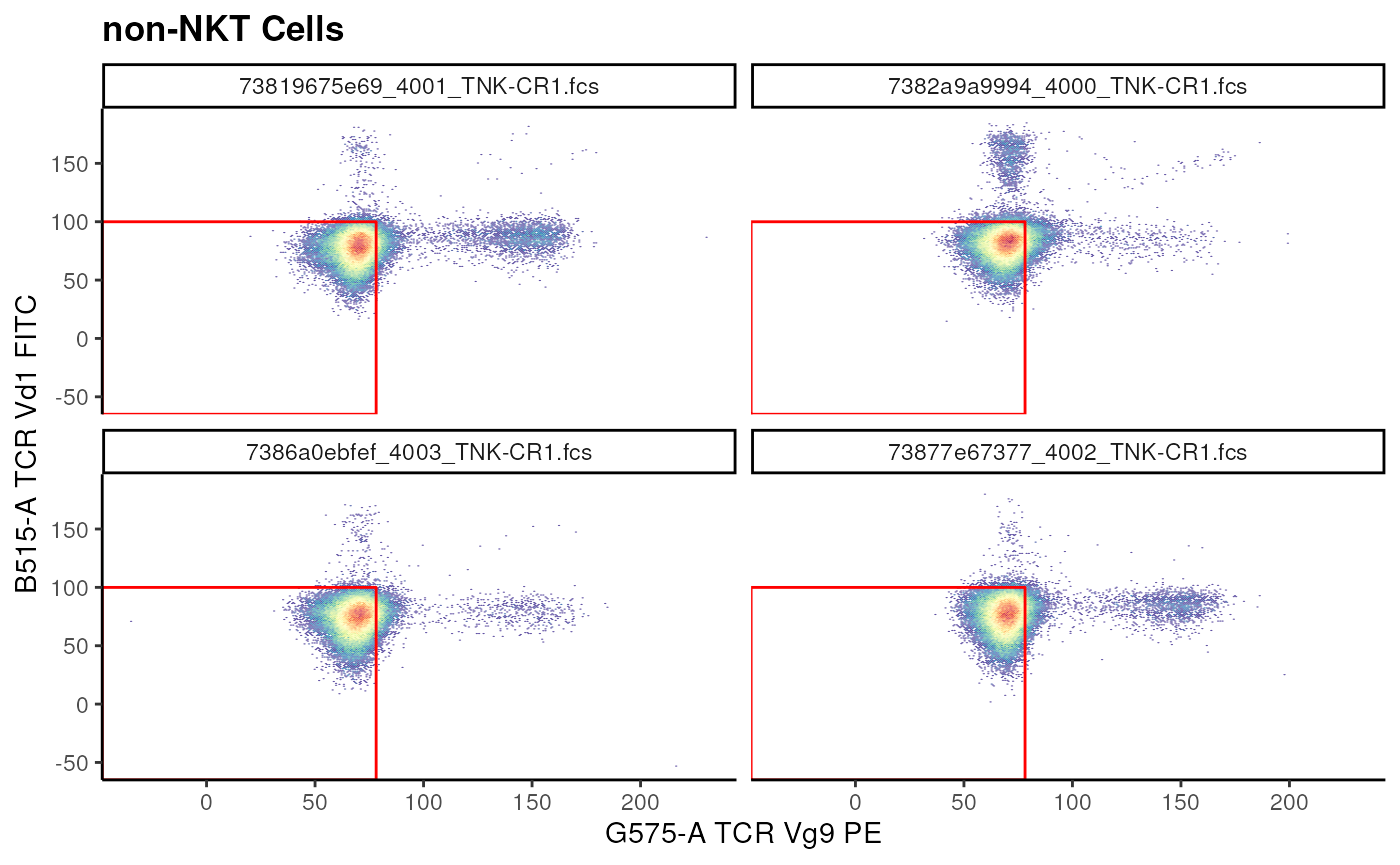 non-NKT Cells
73819675e69_4001_TNK-CR1.fcs
7382a9a9994_4000_TNK-CR1.fcs
150
100
50
0
-50
B515-A TCR Vd1 FITC
7386a0ebfef_4003_TNK-CR1.fcs
73877e67377_4002_TNK-CR1.fcs
150
100
50
0
-50
0 50 100 150 200
0 50 100 150 200
G575-A TCR Vg9 PE